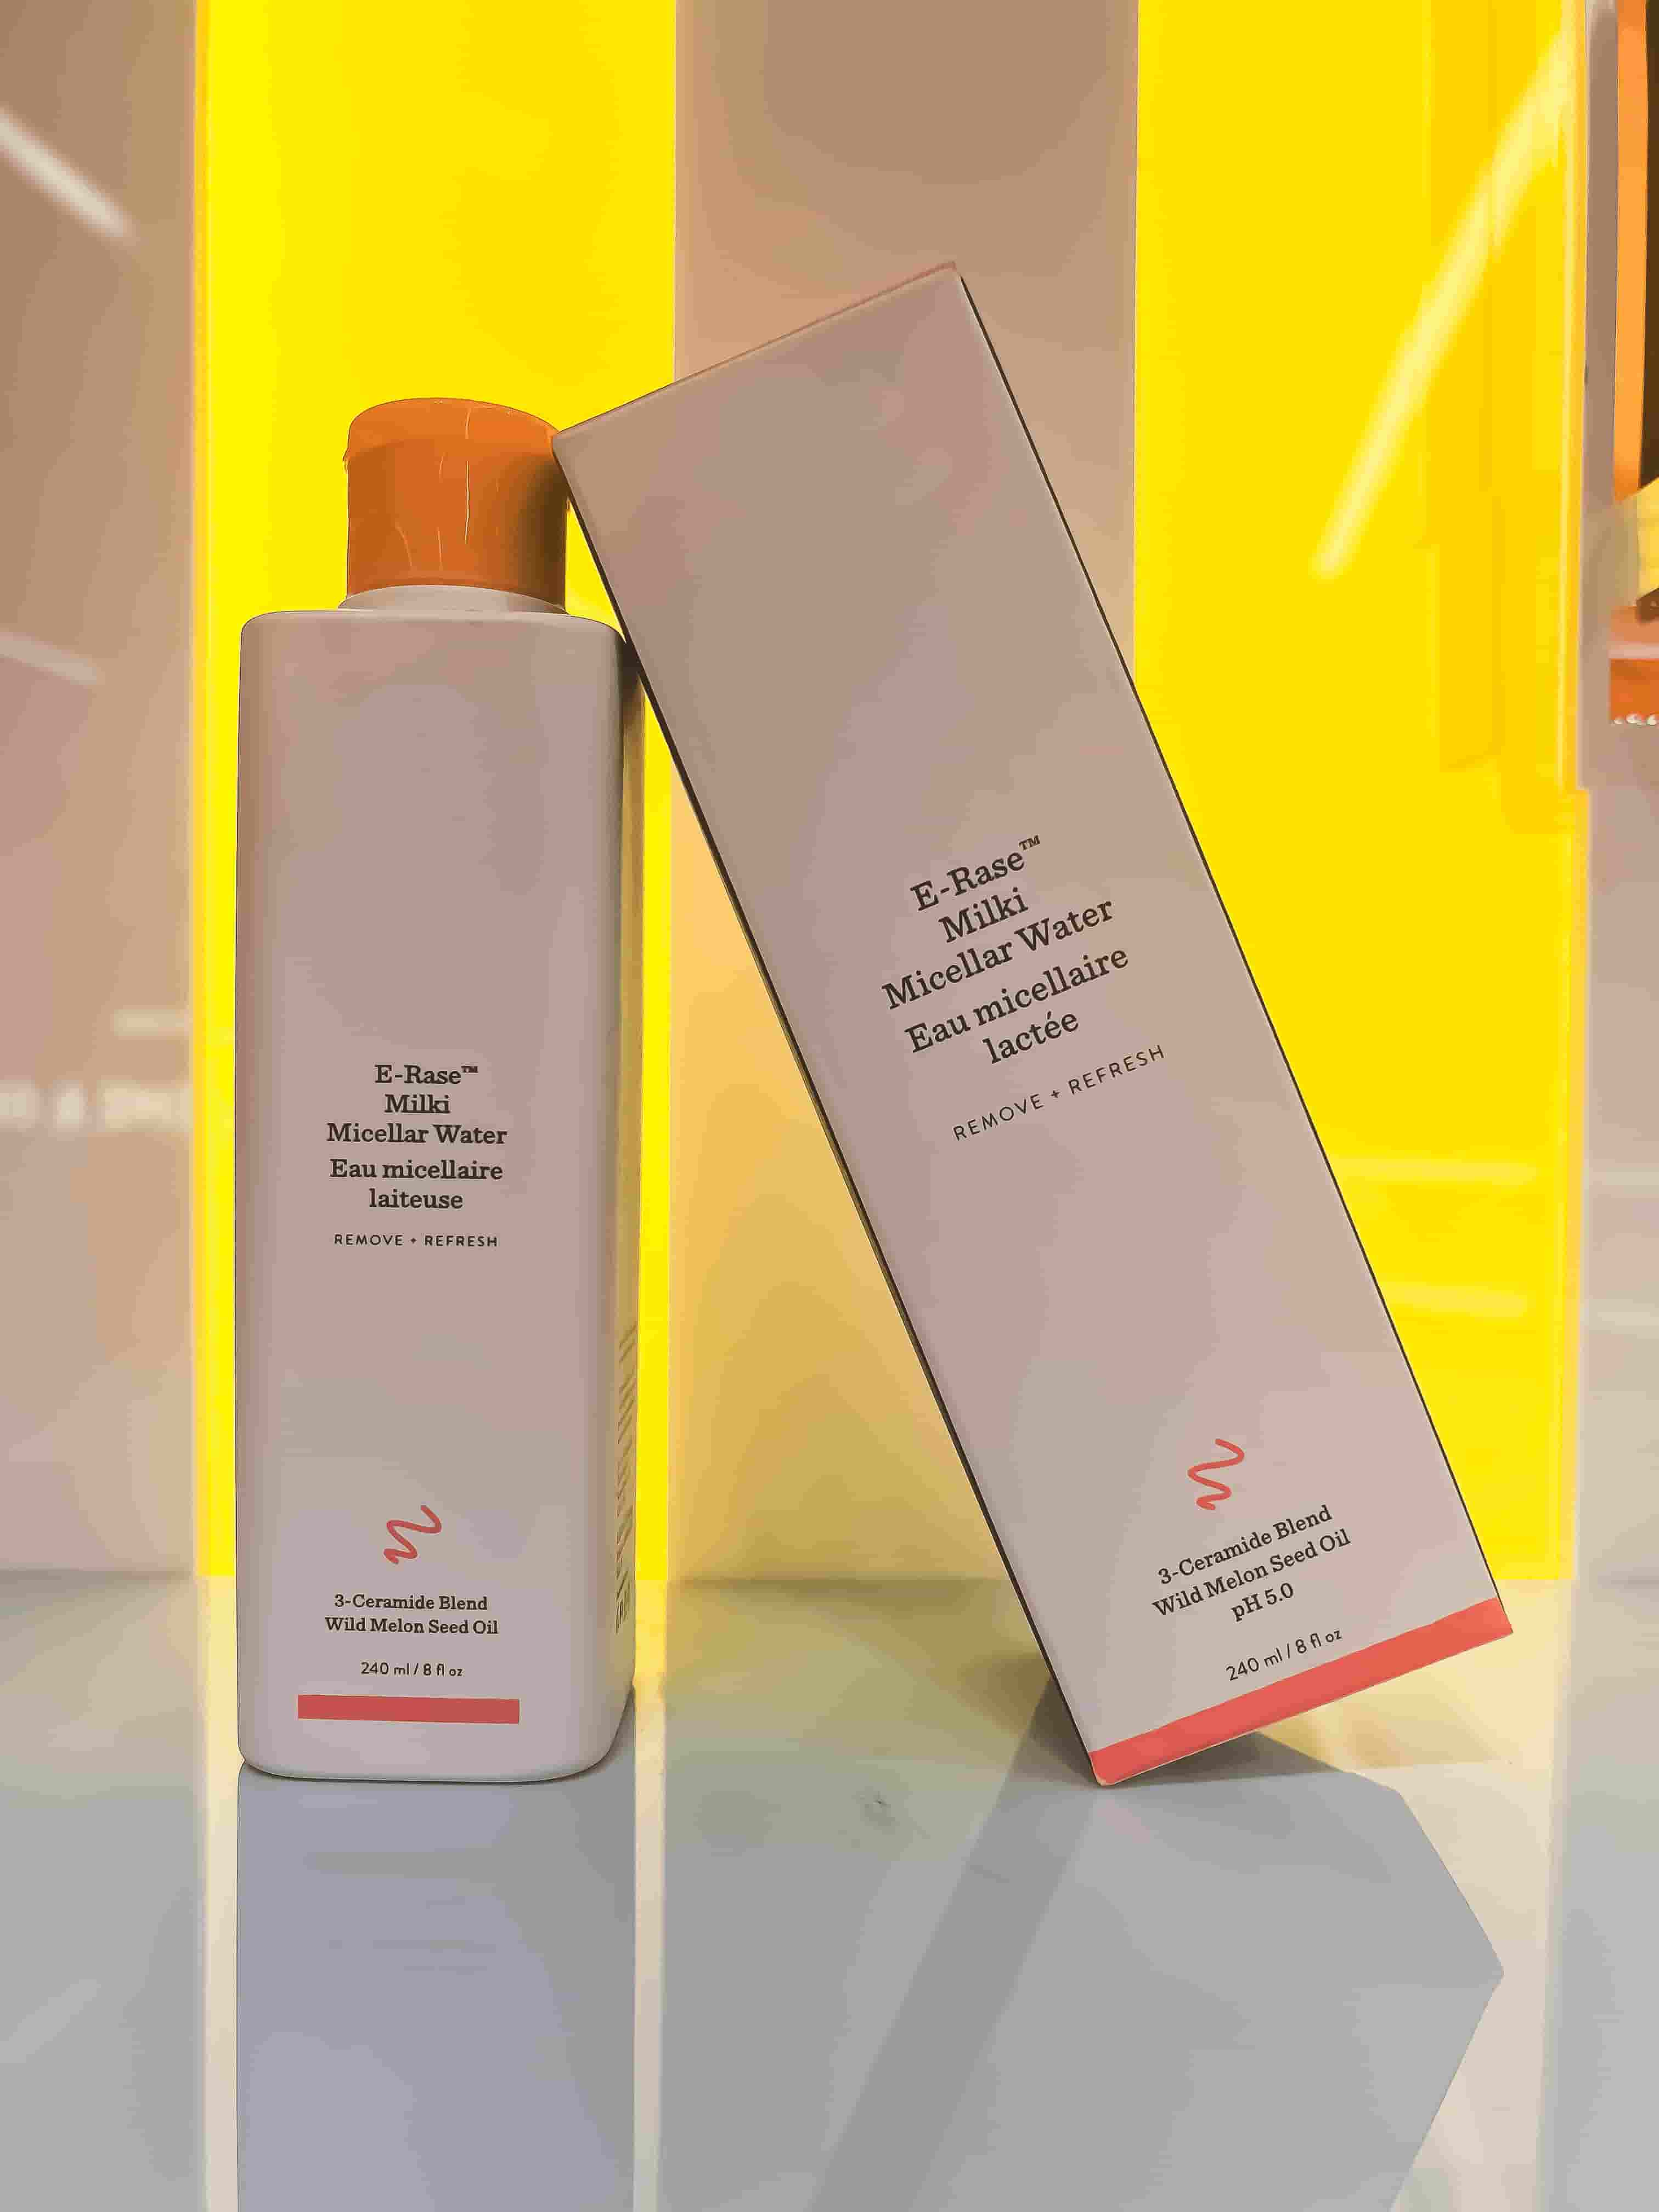 E-Rase™
Milki
Micellar Water
Eau micellaire
laiteuse
REMOVE + REFRESH
3-Ceramide Blend
Wild Melon Seed Oil
240 ml / 8 fl oz
E-Rase™
Milki
Micellar Water
Eau micellaire
lactée
REMOVE + REFRESH
3-Ceramide Blend
Wild Melon Seed Oil
pH 5.0
240 ml / 8 fl oz